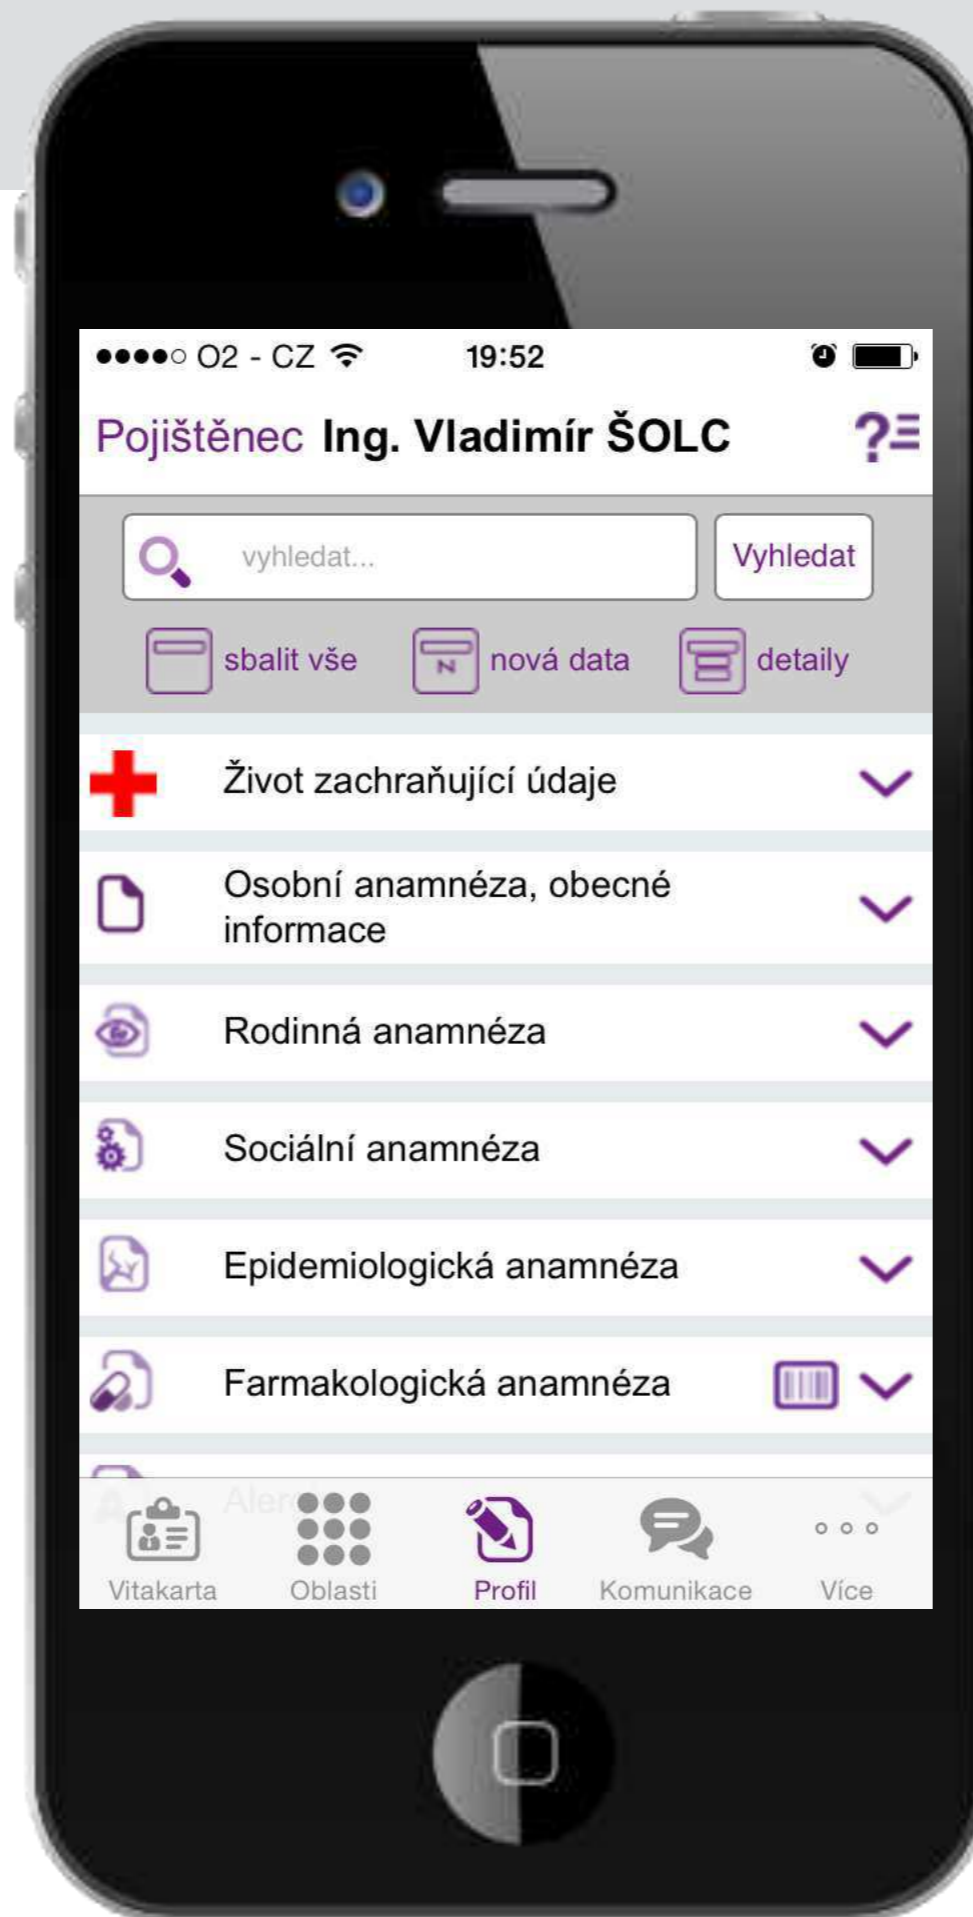 O2 - CZ 19:52
Pojištěnec Ing. Vladimír ŠOLC ?
vyhledat... Vyhledat
sbalit vše N nová data detaily
Život zachraňující údaje
Osobní anamnéza, obecné
informace
Rodinná anamnéza
Sociální anamnéza
Epidemiologická anamnéza
Farmakologická anamnéza
Vitakarta Oblasti Profil Komunikace Více